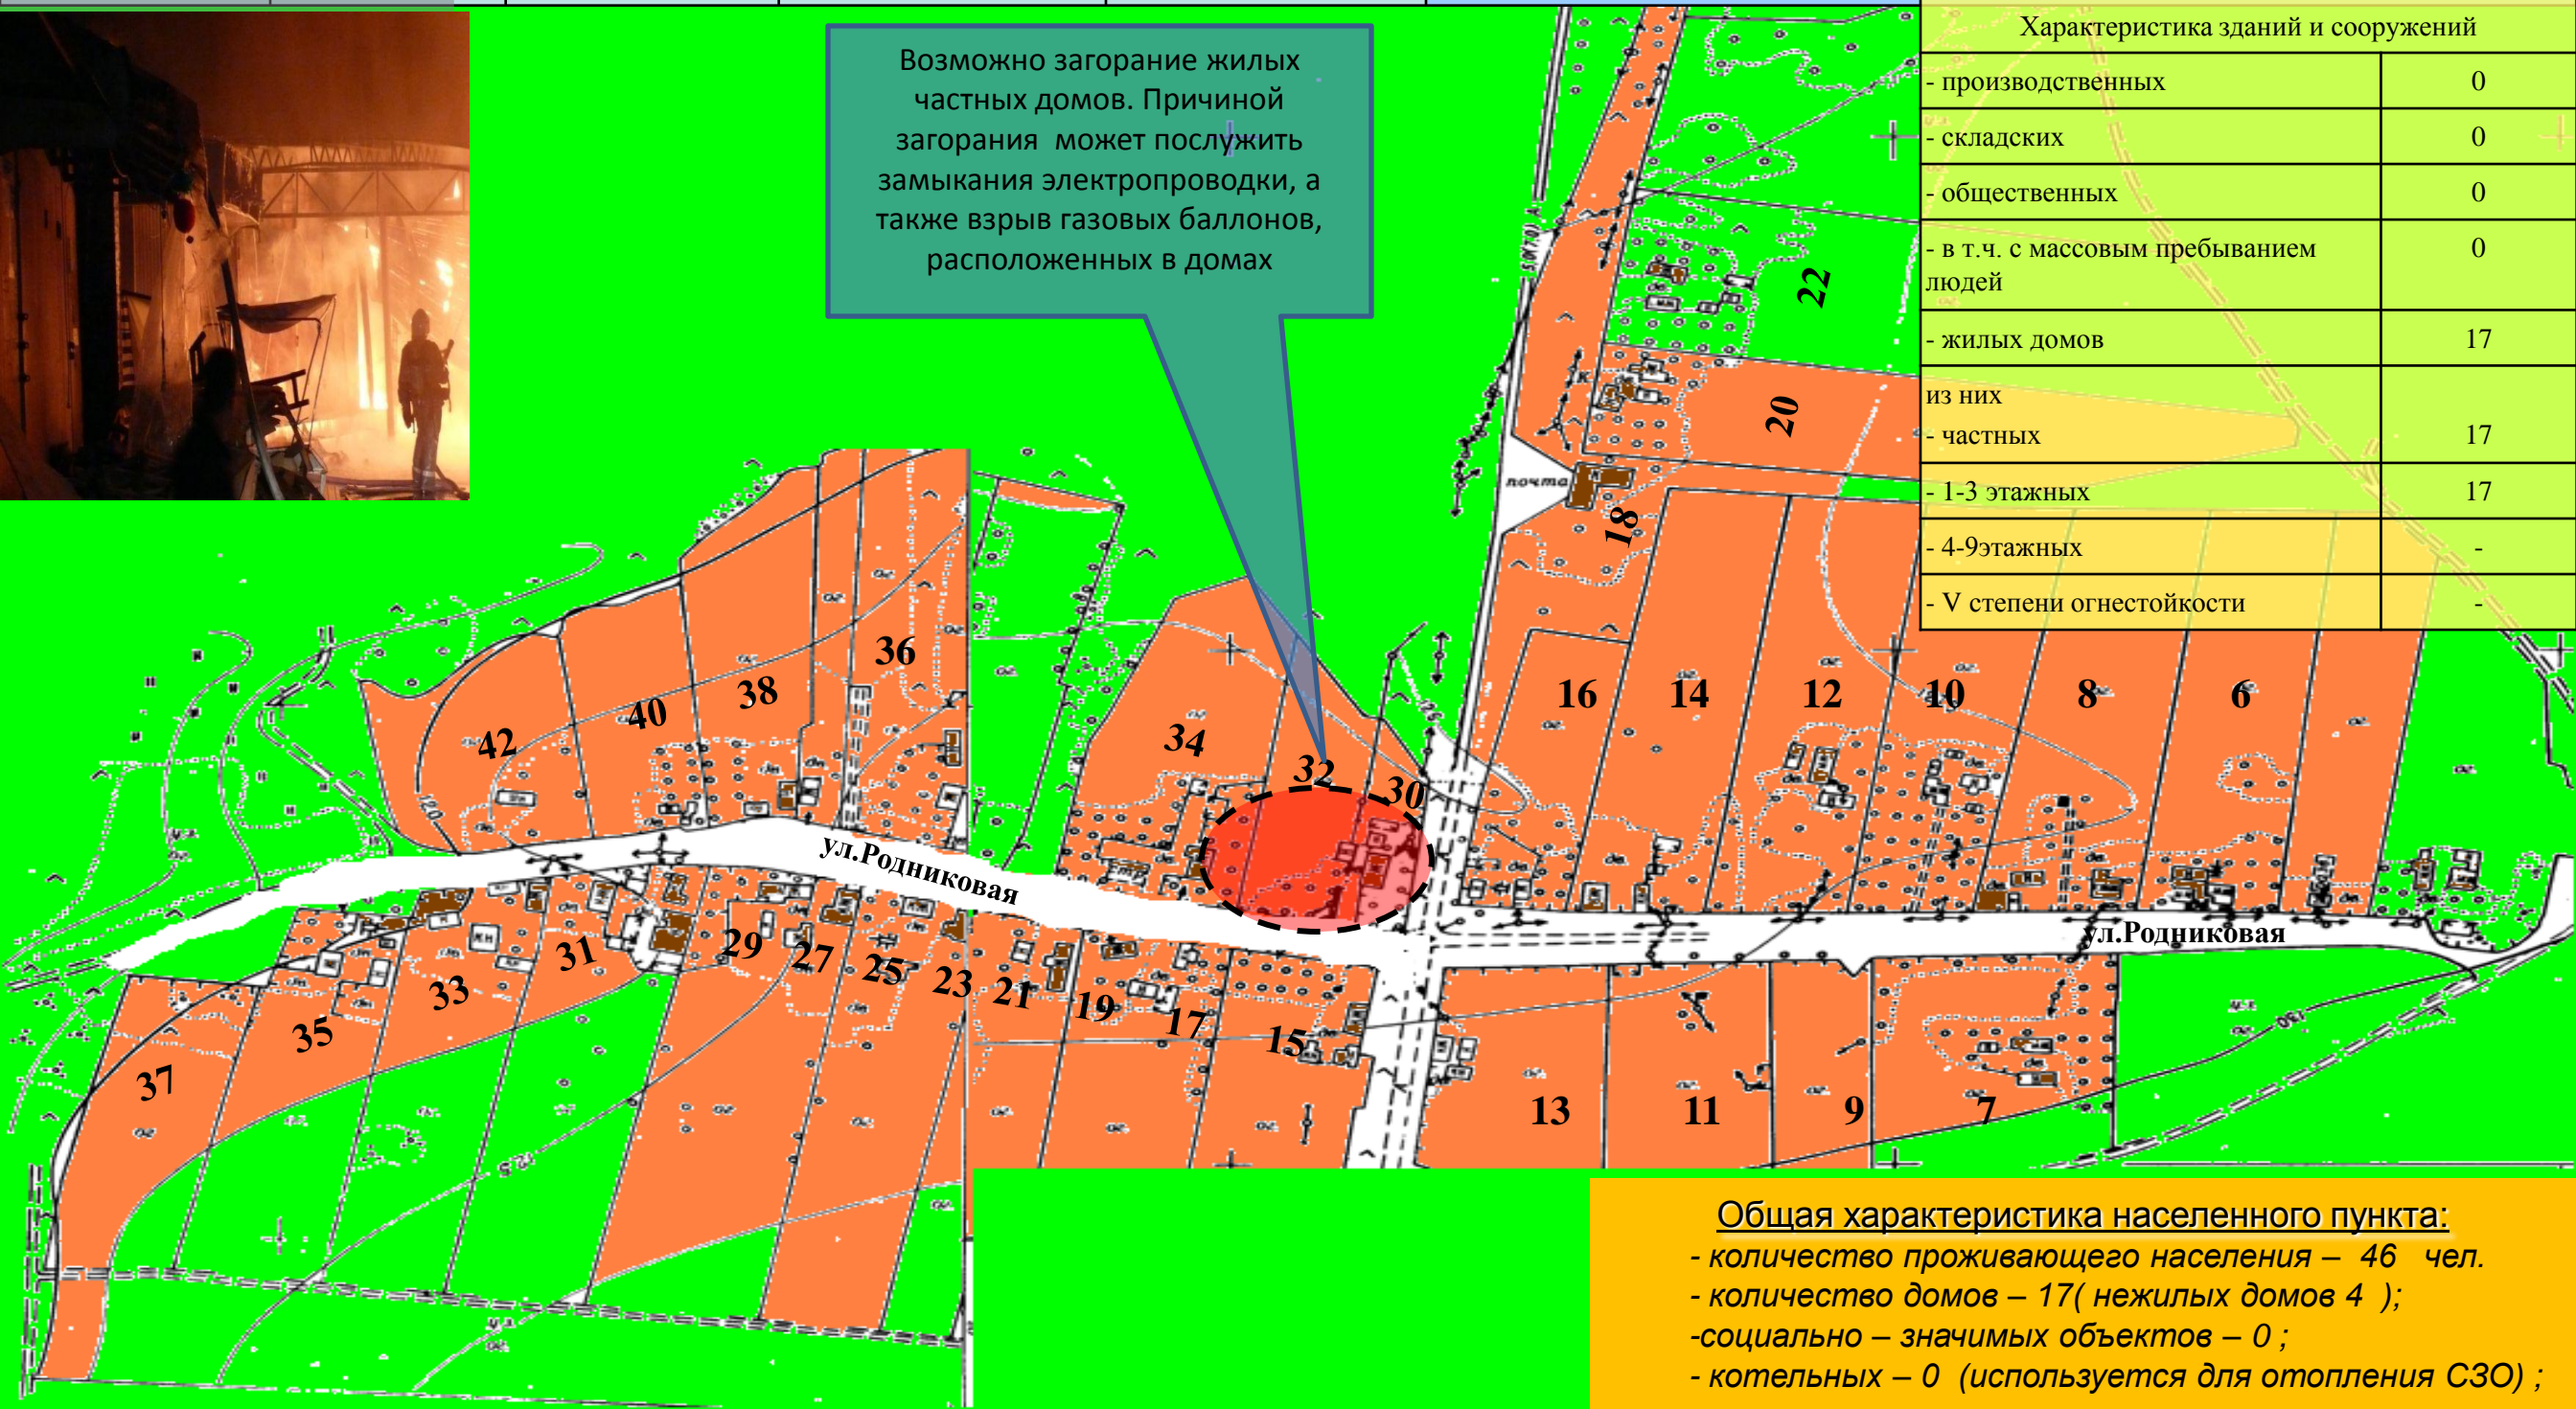 Характеристика зданий и сооружений
- производственных 0
- складских 0
- общественных 0
- в т.ч. с массовым пребыванием
людей 0
- жилых домов 17
из них
- частных 17
- 1-3 этажных 17
- 4-9этажных -
- V степени огнестойкости -
Возможно загорание жилых
частных домов. Причиной
загорания может послужить
замыкания электропроводки, а
также взрыв газовых баллонов,
расположенных в домах
22
20
почта
18
36
38
40
42
34
32
30
16
14
12
10
8
6
ул.Родниковая
ул.Родниковая
37
35
33
31
29
27
25
23
21
19
17
15
13
11
9
7
Общая характеристика населенного пункта:
- количество проживающего населения – 46 чел.
- количество домов – 17( нежилых домов 4 );
-социально – значимых объектов – 0 ;
- котельных – 0 (используется для отопления СЗО) ;